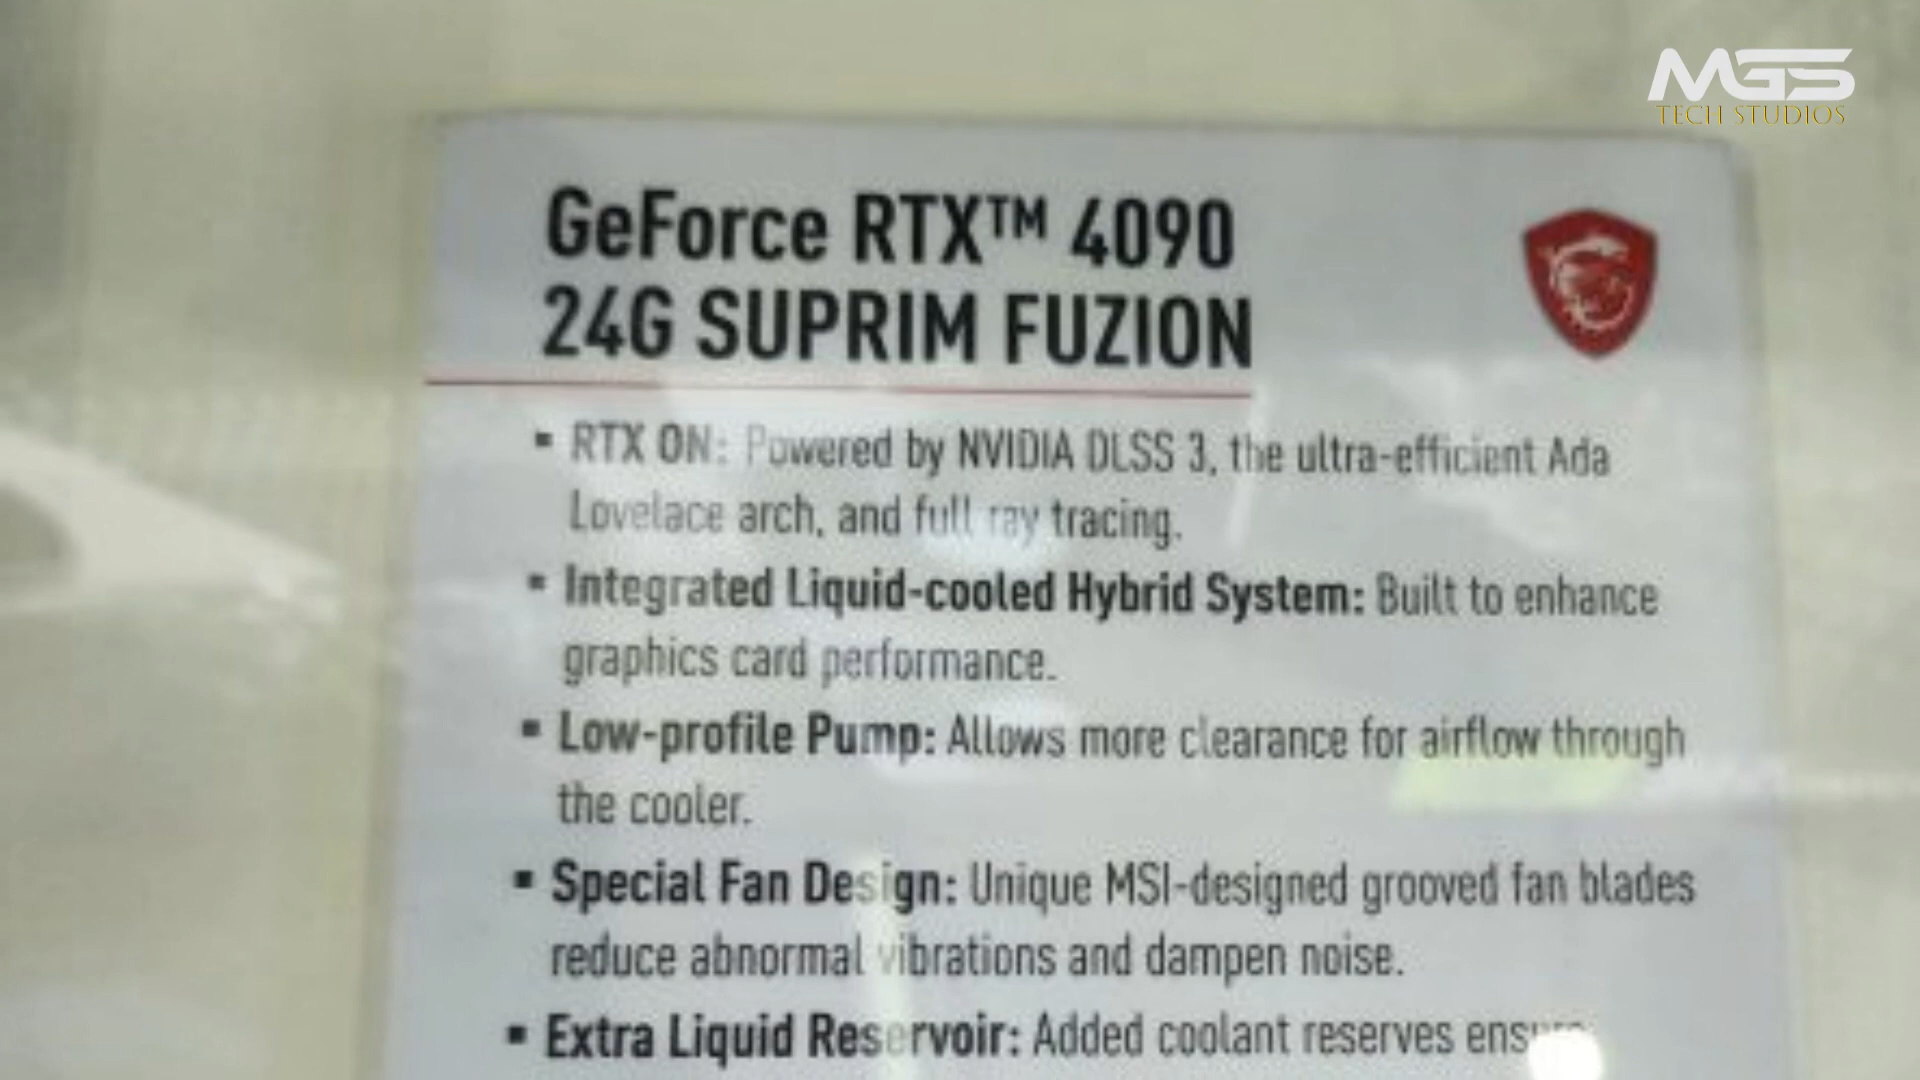 MGS
TECH STUDIOS
GeForce RTX™ 4090
24G SUPRIM FUZION
▪ RTX ON: Powered by NVIDIA DLSS 3, the ultra-efficient Ada
Lovelace arch, and full ray tracing.
▪ Integrated Liquid-cooled Hybrid System: Built to enhance
graphics card performance.
▪ Low-profile Pump: Allows more clearance for airflow through
the cooler.
▪ Special Fan Design: Unique MSI-designed grooved fan blades
reduce abnormal vibrations and dampen noise.
▪ Extra Liquid Reservoir: Added coolant reserves